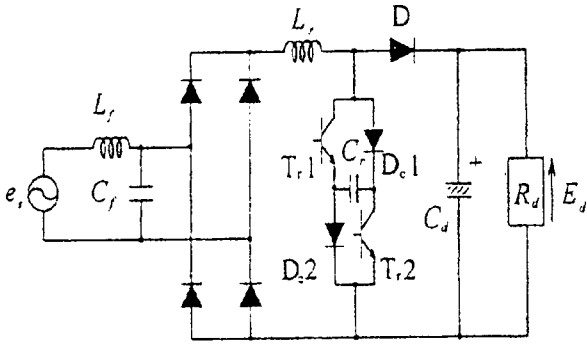 L_r D
L_f
C_r
T_r1 D_c1
e_s C_f
+
C_d R_d E_d
D_c2 T_r2